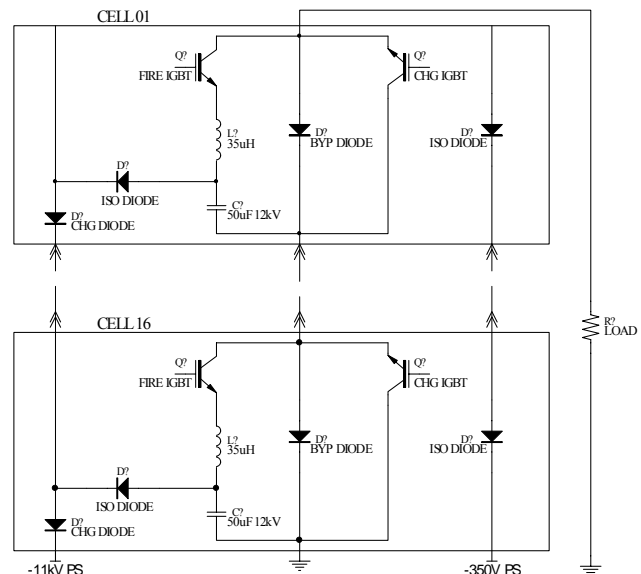 CELL 01
Q?
FIRE IGBT
Q?
CHG IGBT
L?
35uH
D?
BYP DIODE
D?
ISO DIODE
D?
ISO DIODE
C?
50uF 12kV
D?
CHG DIODE
R?
LOAD
CELL 16
Q?
FIRE IGBT
Q?
CHG IGBT
L?
35uH
D?
BYP DIODE
D?
ISO DIODE
D?
ISO DIODE
C?
50uF 12kV
D?
CHG DIODE
-11kV PS
-350V PS